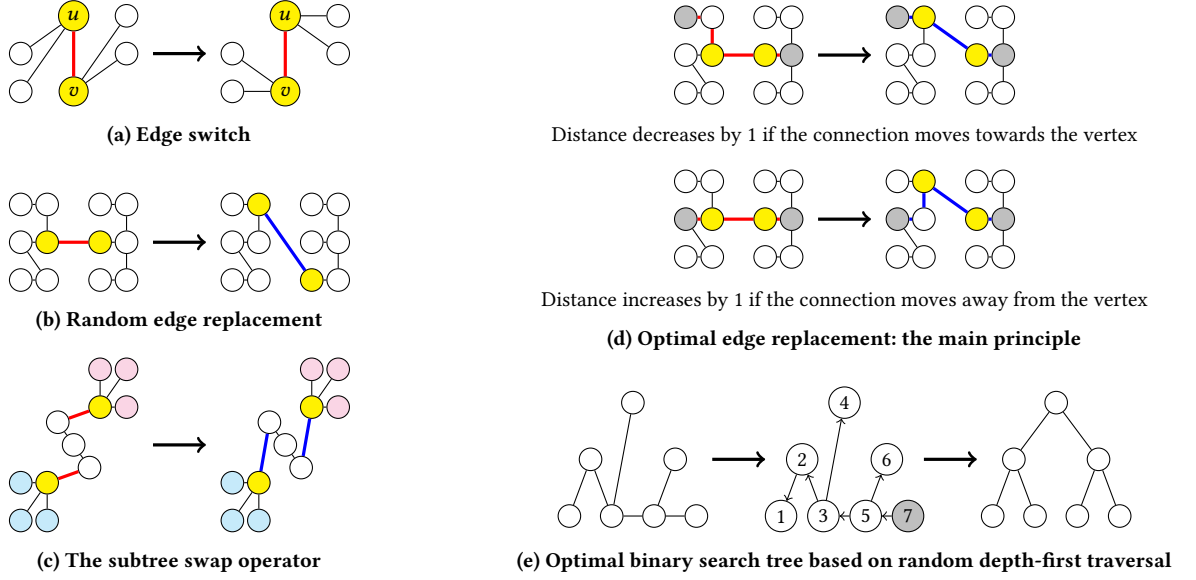 u
v
u
v
(a) Edge switch
(b) Random edge replacement
(c) The subtree swap operator
Distance decreases by 1 if the connection moves towards the vertex
Distance increases by 1 if the connection moves away from the vertex
(d) Optimal edge replacement: the main principle
4
2
6
1
3
5
7
(e) Optimal binary search tree based on random depth-first traversal